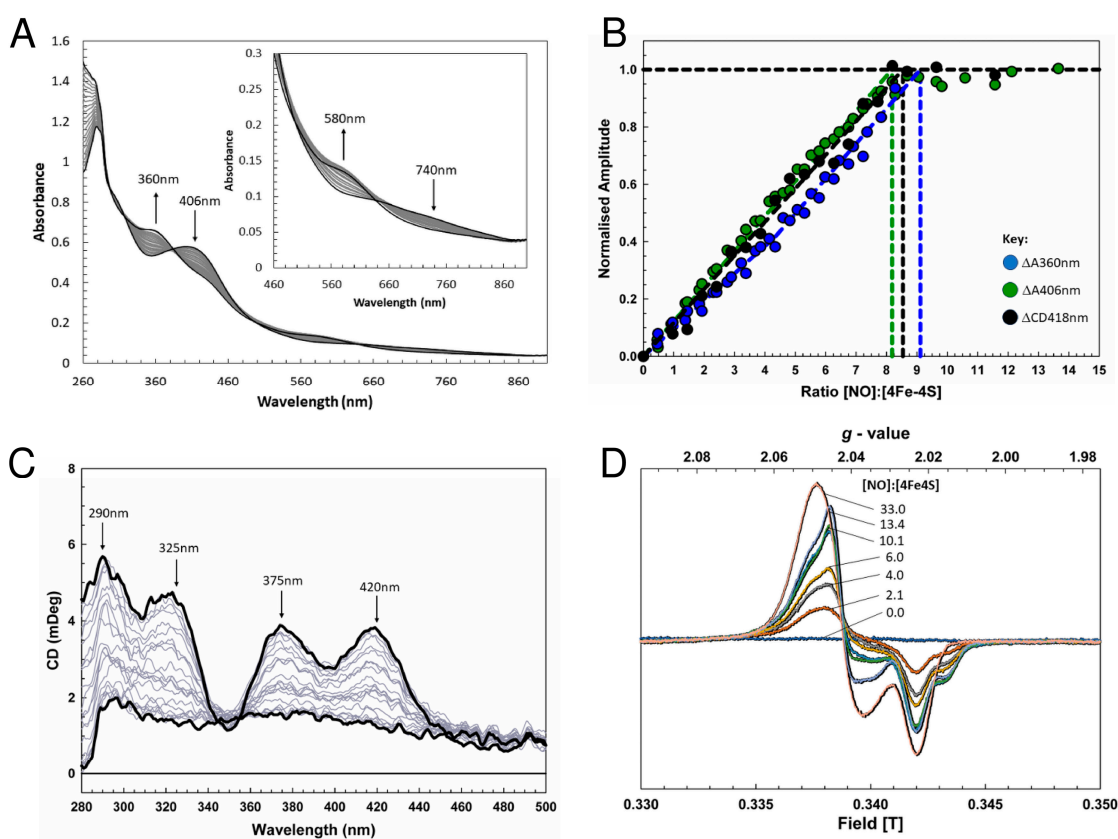 A
1.6
1.4
1.2
1
0.8
0.6
0.4
0.2
0
260
360
460
560
660
760
860
Absorbance
Wavelength (nm)
360nm
406nm
0.3
0.25
0.2
0.15
0.1
0.05
0
460
560
660
760
860
Absorbance
Wavelength (nm)
580nm
740nm
B
1.0
0.8
0.6
0.4
0.2
0.0
0 1 2 3 4 5 6 7 8 9 10 11 12 13 14 15
Normalised Amplitude
Ratio [NO]:[4Fe-4S]
Key:
ΔA360nm
ΔA406nm
ΔCD418nm
C
8
6
4
2
0
280 300 320 340 360 380 400 420 440 460 480 500
CD (mDeg)
Wavelength (nm)
290nm
325nm
375nm
420nm
D
g - value
2.08 2.06 2.04 2.02 2.00 1.98
[NO]:[4Fe4S]
33.0
13.4
10.1
6.0
4.0
2.1
0.0
0.330 0.335 0.340 0.345 0.350
Field [T]